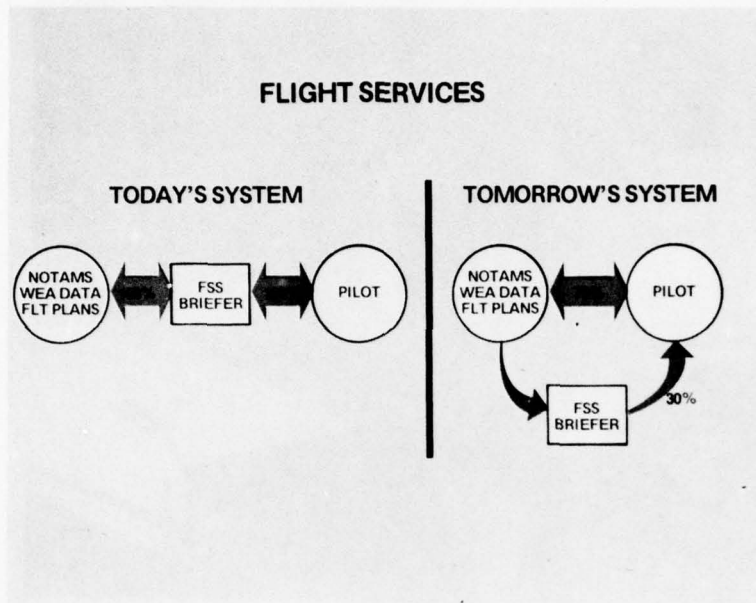 FLIGHT SERVICES
TODAY'S SYSTEM
NOTAMS
WEA DATA
FLT PLANS
FSS
BRIEFER
PILOT
TOMORROW'S SYSTEM
NOTAMS
WEA DATA
FLT PLANS
PILOT
30%
FSS
BRIEFER